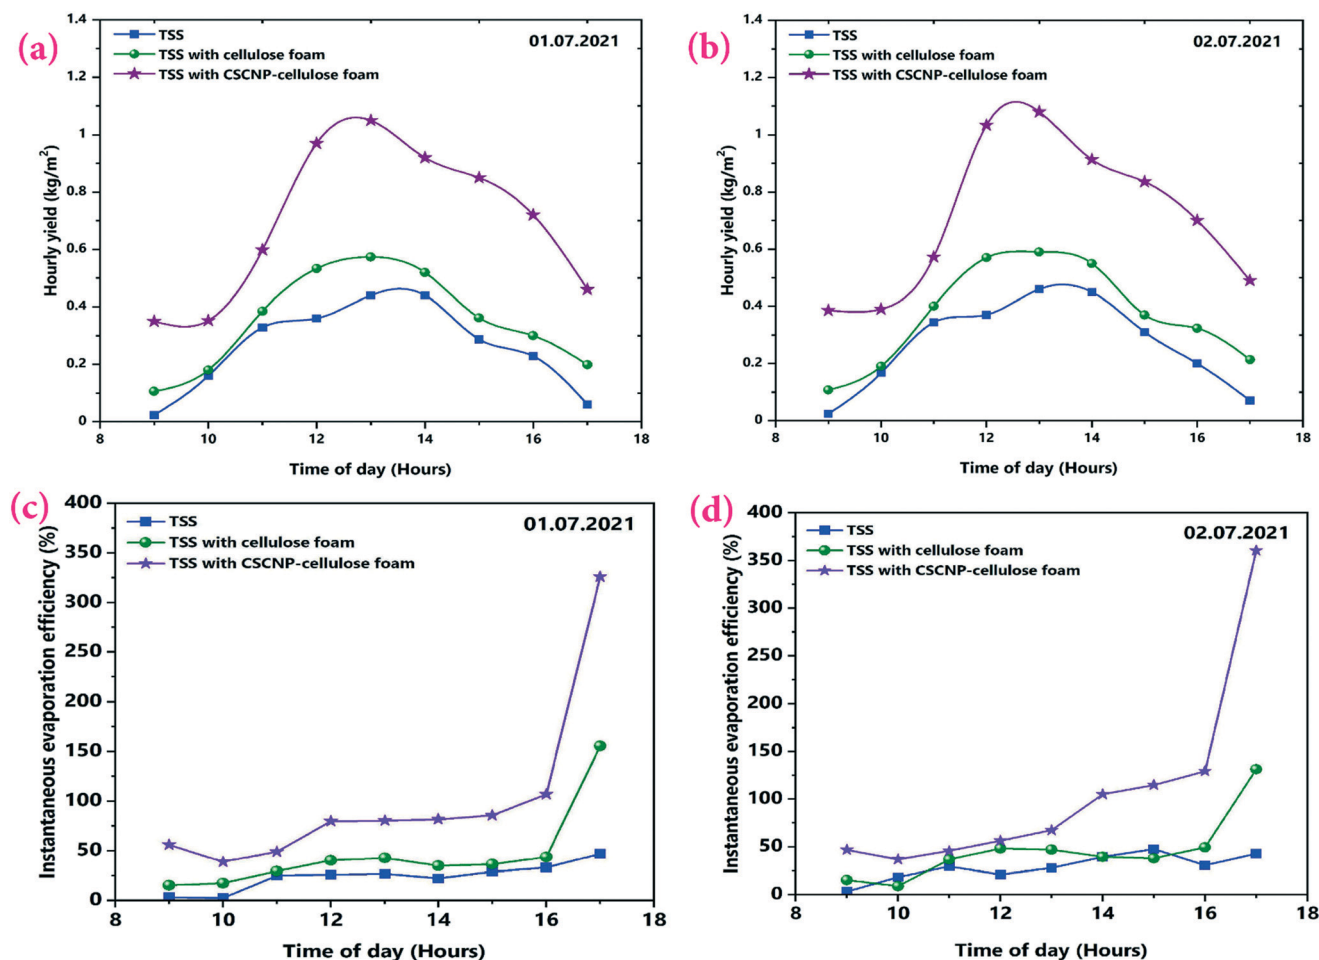 (a)
TSS
TSS with cellulose foam
TSS with CSCNP-cellulose foam
01.07.2021
Hourly yield (kg/m²)
1.4
1.2
1
0.8
0.6
0.4
0.2
0
8 10 12 14 16 18
Time of day (Hours)
(b)
TSS
TSS with cellulose foam
TSS with CSCNP-cellulose foam
02.07.2021
Hourly yield (kg/m²)
1.4
1.2
1
0.8
0.6
0.4
0.2
0
8 10 12 14 16 18
Time of day (Hours)
(c)
TSS
TSS with cellulose foam
TSS with CSCNP-cellulose foam
01.07.2021
Instantaneous evaporation efficiency (%)
400
350
300
250
200
150
100
50
0
8 10 12 14 16 18
Time of day (Hours)
(d)
TSS
TSS with cellulose foam
TSS with CSCNP-cellulose foam
02.07.2021
Instantaneous evaporation efficiency (%)
400
350
300
250
200
150
100
50
0
8 10 12 14 16 18
Time of day (Hours)